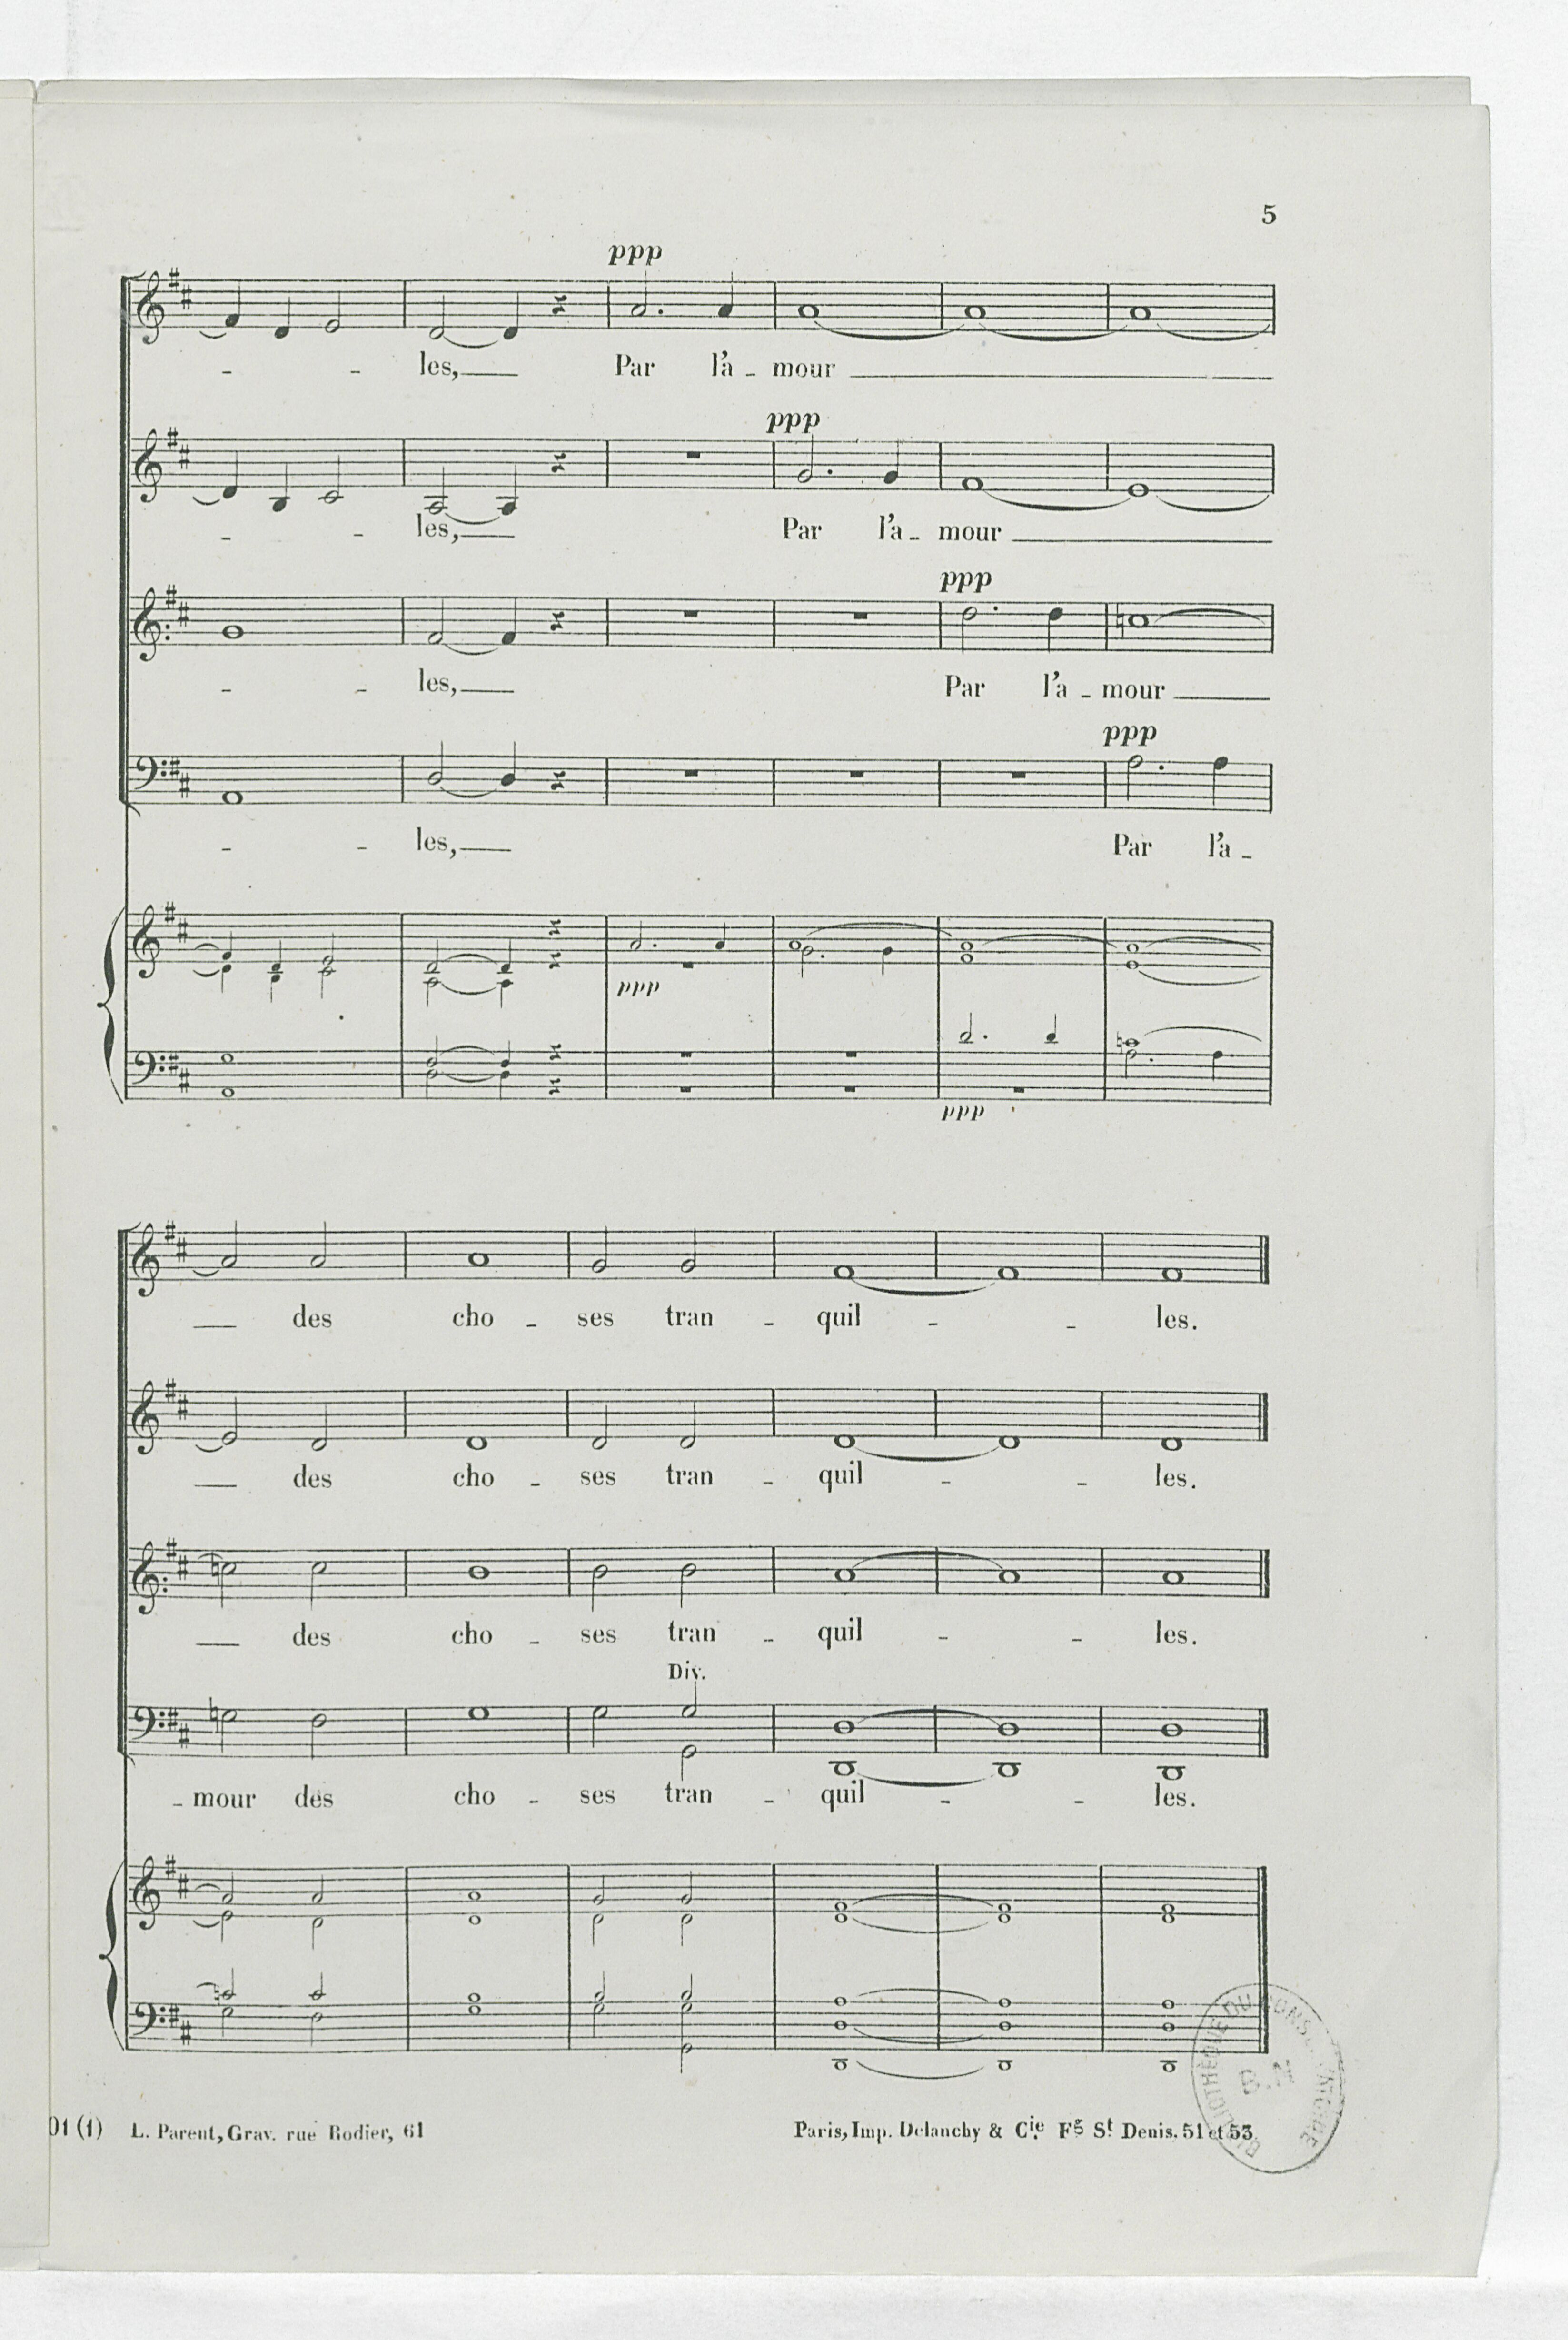 5
ppp
les, Par l'a - mour
ppp
les, Par l'a - mour
ppp
les, Par l'a - mour
ppp
les, Par l'a -
ppp
ppp
des cho - ses tran - quil - - les.
des cho - ses tran - quil - - les.
des cho - ses tran - quil - - les.
Div.
- mour des cho - ses tran - quil - - les.
01 (1) L. Parent, Grav. rue Rodier, 61 Paris, Imp. Delanchy & Cie. Fg St Denis. 51 et 53
B.N